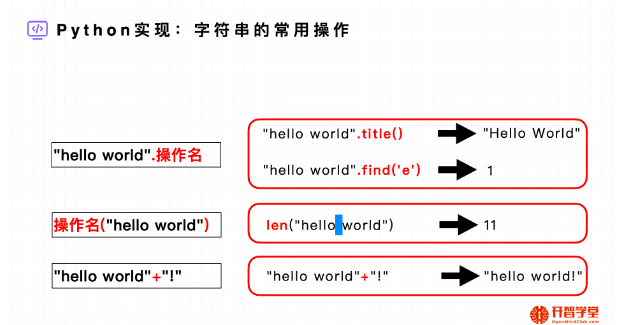 Python实现：字符串的常用操作
"hello world".title() "Hello World"
"hello world".操作名
"hello world".find('e') 1
操作名("hello world") len("hello world") 11
"hello world"+"!" "hello world"+"!" "hello world!"
开智学堂
OpenMindClub.com